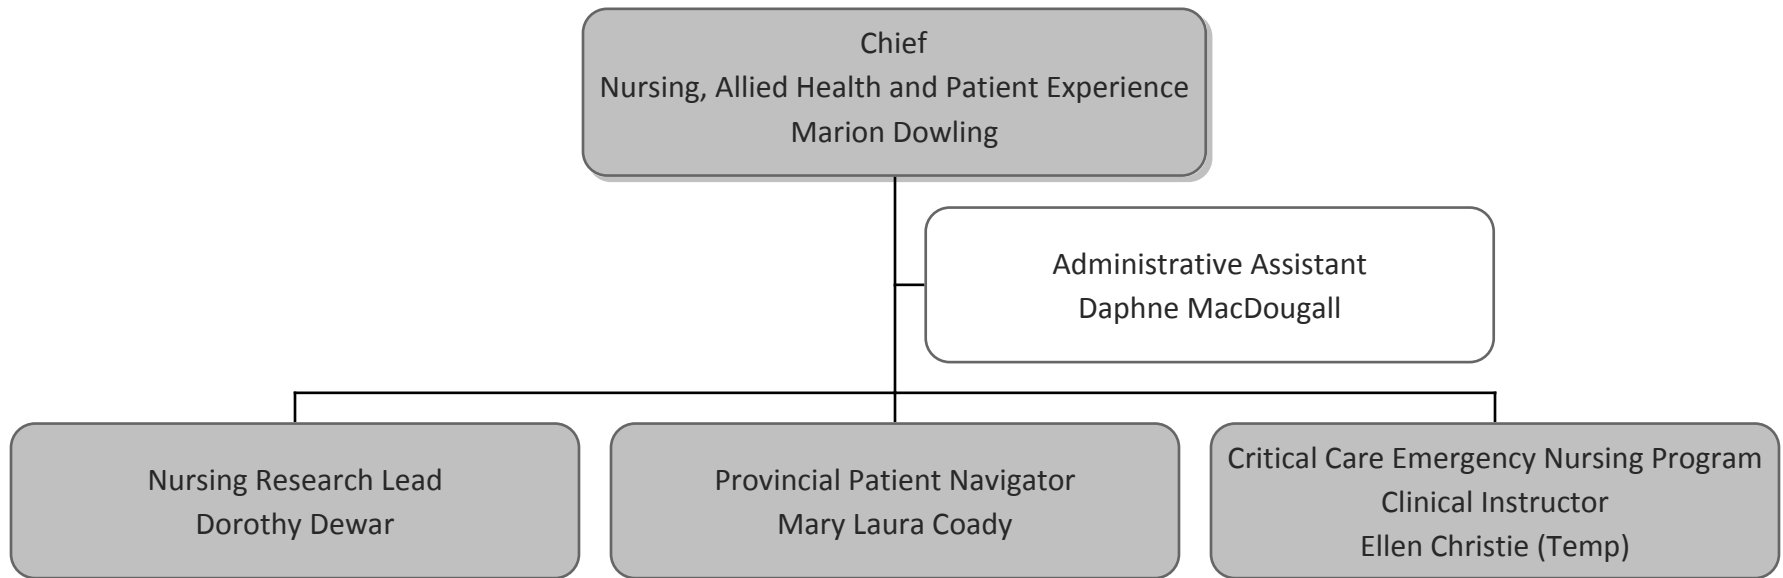 Chief
Nursing, Allied Health and Patient Experience
Marion Dowling
Administrative Assistant
Daphne MacDougall
Nursing Research Lead
Dorothy Dewar
Provincial Patient Navigator
Mary Laura Coady
Critical Care Emergency Nursing Program
Clinical Instructor
Ellen Christie (Temp)